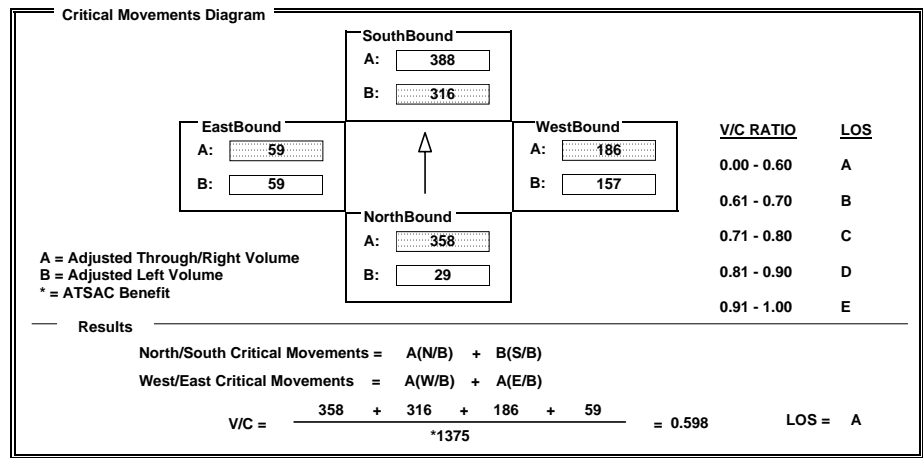 Critical Movements Diagram
SouthBound
A: 388
B: 316
EastBound
A: 59
B: 59
WestBound
A: 186
B: 157
NorthBound
A: 358
B: 29
V/C RATIO LOS
0.00 - 0.60 A
0.61 - 0.70 B
0.71 - 0.80 C
0.81 - 0.90 D
0.91 - 1.00 E
A = Adjusted Through/Right Volume
B = Adjusted Left Volume
* = ATSAC Benefit
Results
North/South Critical Movements = A(N/B) + B(S/B)
West/East Critical Movements = A(W/B) + A(E/B)
V/C = 358 + 316 + 186 + 59 = 0.598 LOS = A
*1375